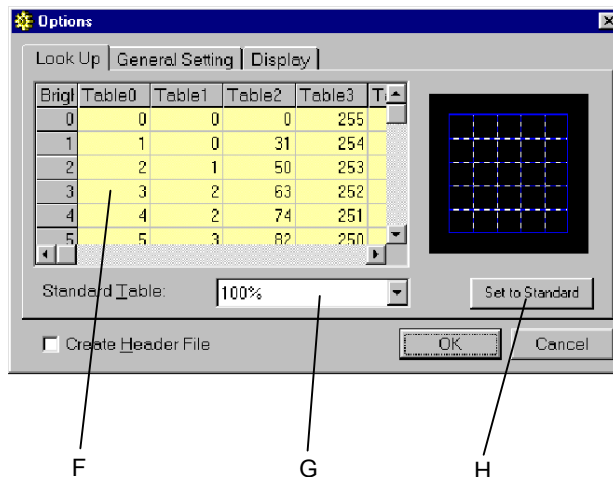 Options
Look Up General Setting Display
Brigl Table0 Table1 Table2 Table3
0 0 0 0 255
1 1 0 31 254
2 2 1 50 253
3 3 2 63 252
4 4 2 74 251
5 5 3 82 250
Standard Table: 100% Set to Standard
Create Header File OK Cancel
F G H